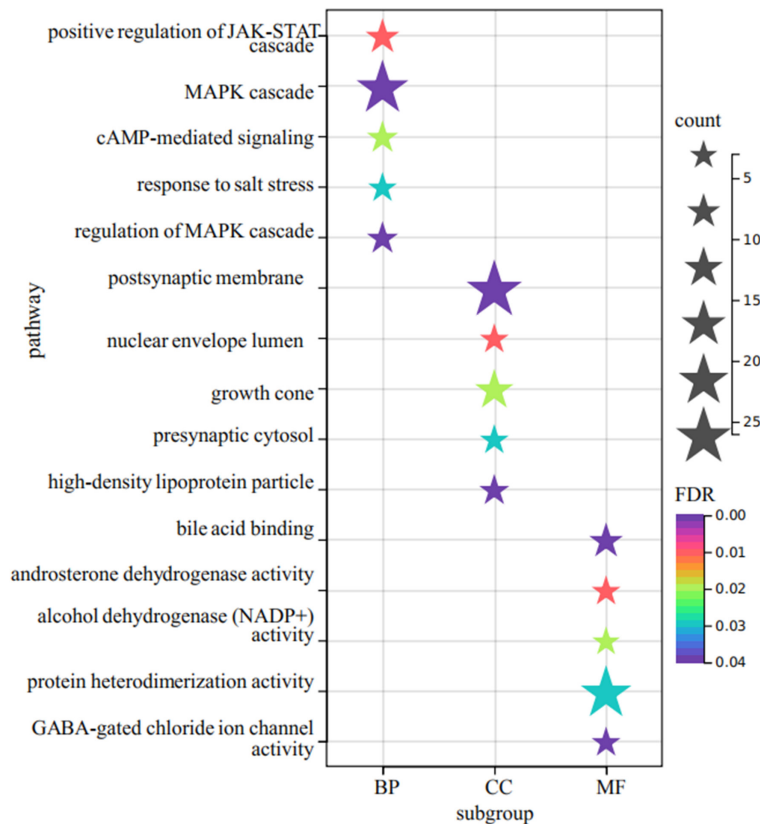 positive regulation of JAK-STAT
cascade
MAPK cascade
cAMP-mediated signaling
response to salt stress
regulation of MAPK cascade
postsynaptic membrane
nuclear envelope lumen
growth cone
presynaptic cytosol
high-density lipoprotein particle
bile acid binding
androsterone dehydrogenase activity
alcohol dehydrogenase (NADP+)
activity
protein heterodimerization activity
GABA-gated chloride ion channel
activity
pathway
BP CC MF
subgroup
count
5
10
15
20
25
FDR
0.00
0.01
0.02
0.03
0.04